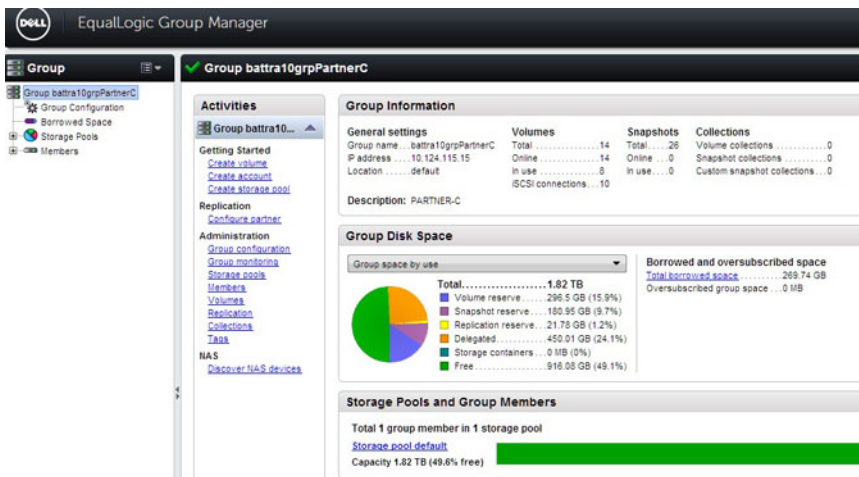 DELL EqualLogic Group Manager
Group
Group battra10grpPartnerC
Group Configuration
Borrowed Space
Storage Pools
Members
Group battra10grpPartnerC
Activities
Group battra10...
Getting Started
Create volume
Create account
Create storage pool
Replication
Configure partner
Administration
Group configuration
Group monitoring
Storage pools
Members
Volumes
Replication
Collections
Tags
NAS
Discover NAS devices
Group Information
General settings
Group name...battra10grpPartnerC
IP address ....10.124.115.15
Location ......default
Volumes
Total ................14
Online ..............14
In use ................8
iSCSI connections...10
Snapshots
Total.....26
Online ...0
In use....0
Collections
Volume collections ...........0
Snapshot collections ..........0
Custom snapshot collections...0
Description: PARTNER-C
Group Disk Space
Group space by use
Total....................1.82 TB
Volume reserve......296.5 GB (15.9%)
Snapshot reserve....180.95 GB (9.7%)
Replication reserve..21.78 GB (1.2%)
Delegated............450.01 GB (24.1%)
Storage containers...0 MB (0%)
Free..................916.08 GB (49.1%)
Borrowed and oversubscribed space
Total borrowed space ..........269.74 GB
Oversubscribed group space ...0 MB
Storage Pools and Group Members
Total 1 group member in 1 storage pool
Storage pool default
Capacity 1.82 TB (49.6% free)